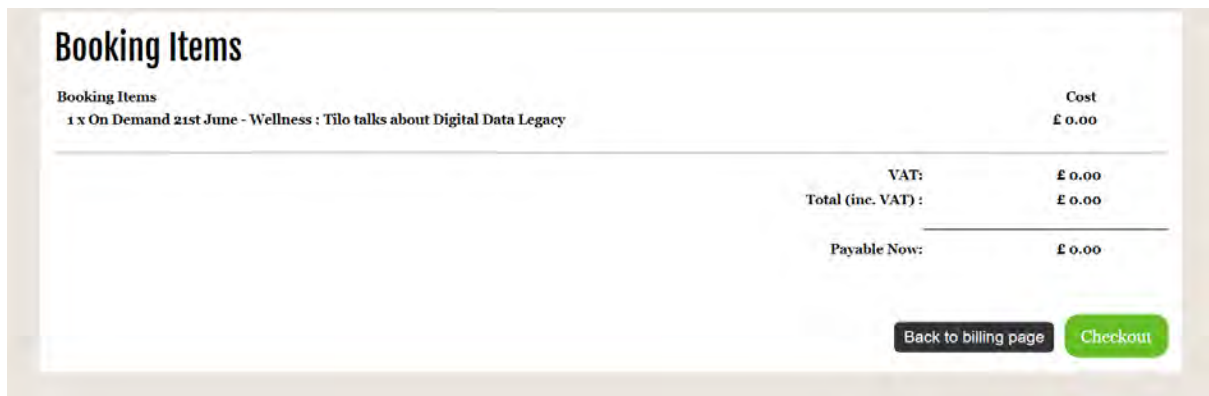 Booking Items
Booking Items Cost
1 x On Demand 21st June - Wellness : Tilo talks about Digital Data Legacy £ 0.00
VAT: £ 0.00
Total (inc. VAT) : £ 0.00
Payable Now: £ 0.00
Back to billing page Checkout